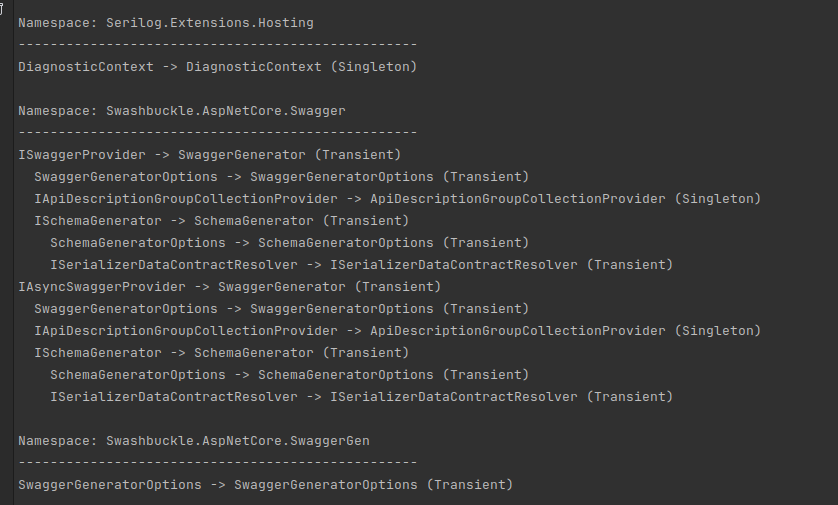 Namespace: Serilog.Extensions.Hosting
--------------------------------------------------
DiagnosticContext -> DiagnosticContext (Singleton)

Namespace: Swashbuckle.AspNetCore.Swagger
--------------------------------------------------
ISwaggerProvider -> SwaggerGenerator (Transient)
  SwaggerGeneratorOptions -> SwaggerGeneratorOptions (Transient)
  IApiDescriptionGroupCollectionProvider -> ApiDescriptionGroupCollectionProvider (Singleton)
  ISchemaGenerator -> SchemaGenerator (Transient)
    SchemaGeneratorOptions -> SchemaGeneratorOptions (Transient)
    ISerializerDataContractResolver -> ISerializerDataContractResolver (Transient)
IAsyncSwaggerProvider -> SwaggerGenerator (Transient)
  SwaggerGeneratorOptions -> SwaggerGeneratorOptions (Transient)
  IApiDescriptionGroupCollectionProvider -> ApiDescriptionGroupCollectionProvider (Singleton)
  ISchemaGenerator -> SchemaGenerator (Transient)
    SchemaGeneratorOptions -> SchemaGeneratorOptions (Transient)
    ISerializerDataContractResolver -> ISerializerDataContractResolver (Transient)

Namespace: Swashbuckle.AspNetCore.SwaggerGen
--------------------------------------------------
SwaggerGeneratorOptions -> SwaggerGeneratorOptions (Transient)